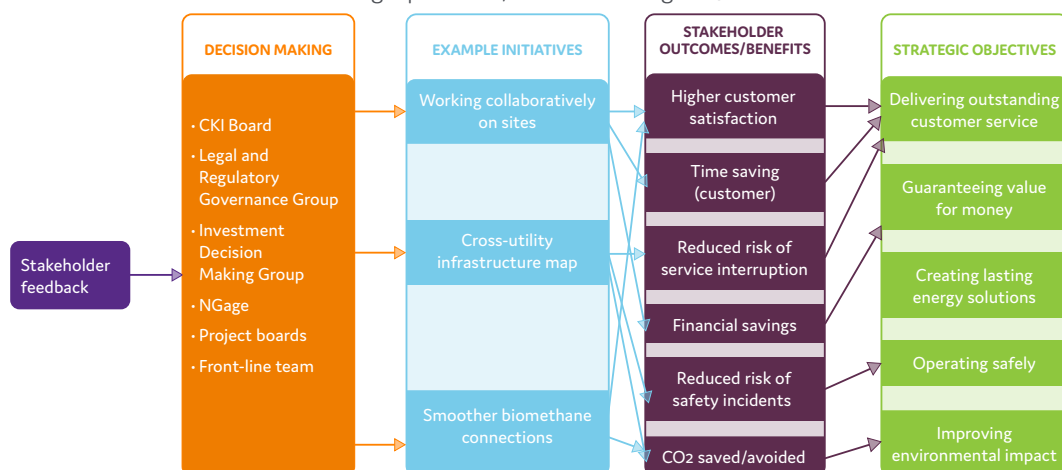 DECISION MAKING
EXAMPLE INITIATIVES
STAKEHOLDER
OUTCOMES/BENEFITS
STRATEGIC OBJECTIVES
Stakeholder
feedback
• CKI Board
• Legal and
Regulatory
Governance Group
• Investment
Decision
Making Group
• NGage
• Project boards
• Front-line team
Working collaboratively
on sites
Cross-utility
infrastructure map
Smoother biomethane
connections
Higher customer
satisfaction
Time saving
(customer)
Reduced risk of
service interruption
Financial savings
Reduced risk of
safety incidents
CO2 saved/avoided
Delivering outstanding
customer service
Guaranteeing value
for money
Creating lasting
energy solutions
Operating safely
Improving
environmental impact